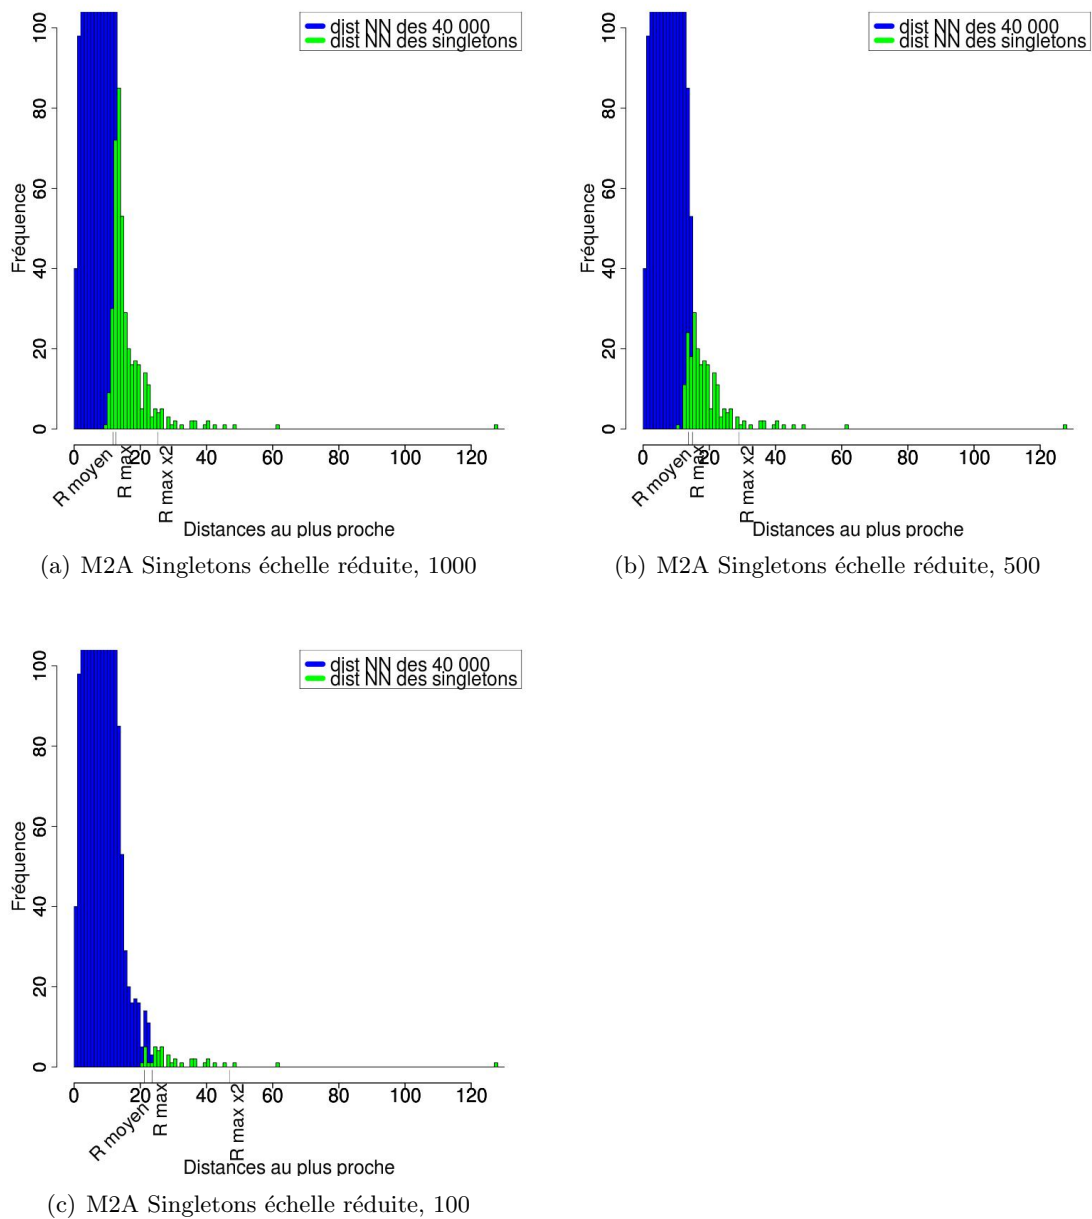 dist NN des 40 000
dist NN des singletons
Fréquence
0 20 40 60 80 100
0 20 40 60 80 100 120
R moyen
R max
R max x2
Distances au plus proche
(a) M2A Singletons échelle réduite, 1000
dist NN des 40 000
dist NN des singletons
Fréquence
0 20 40 60 80 100
0 20 40 60 80 100 120
R moyen
R max
R max x2
Distances au plus proche
(b) M2A Singletons échelle réduite, 500
dist NN des 40 000
dist NN des singletons
Fréquence
0 20 40 60 80 100
0 20 40 60 80 100 120
R moyen
R max
R max x2
Distances au plus proche
(c) M2A Singletons échelle réduite, 100